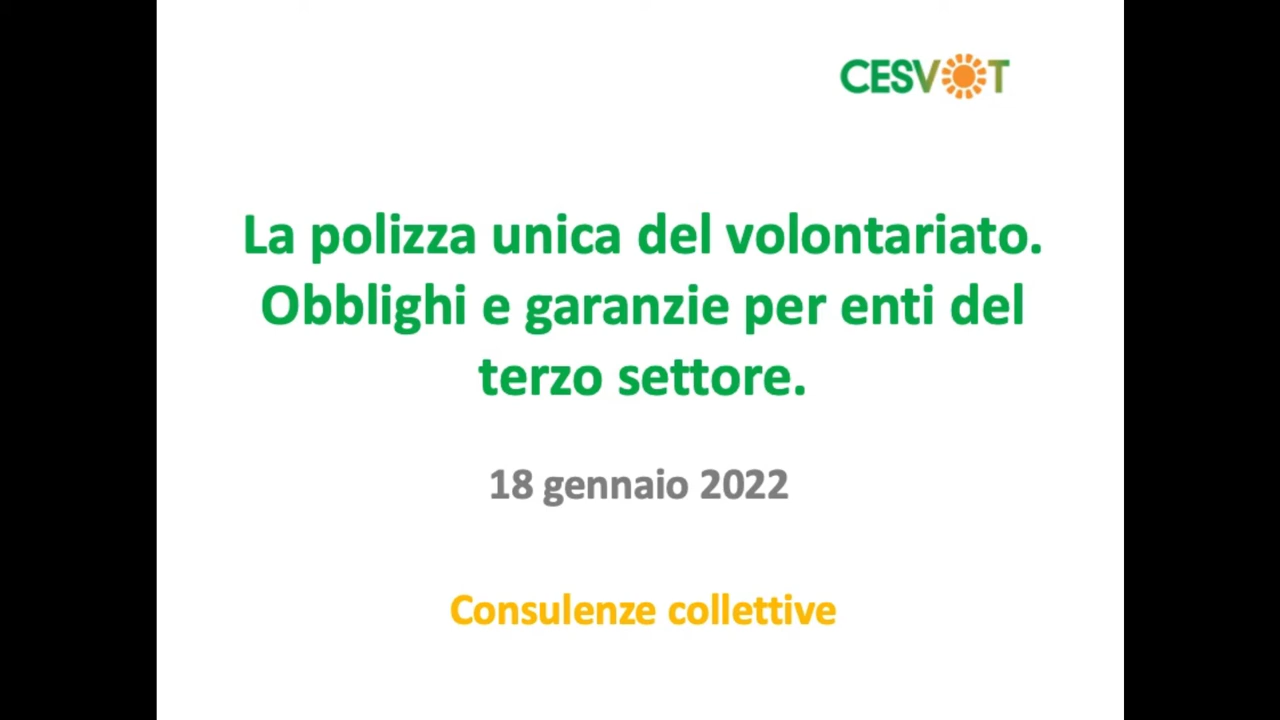 CESVOT
La polizza unica del volontariato.
Obblighi e garanzie per enti del
terzo settore.
18 gennaio 2022
Consulenze collettive